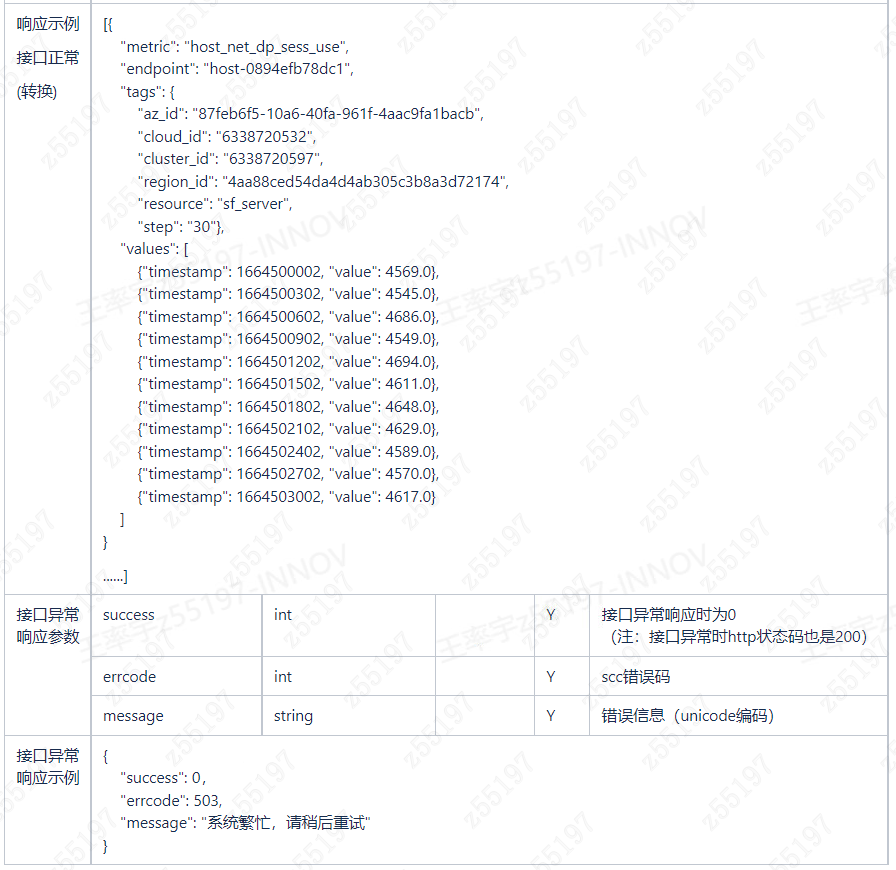 响应示例
接口正常
(转换)
[{
"metric": "host_net_dp_sess_use",
"endpoint": "host-0894efb78dc1",
"tags": {
"az_id": "87feb6f5-10a6-40fa-961f-4aac9fa1bacb",
"cloud_id": "6338720532",
"cluster_id": "6338720597",
"region_id": "4aa88ced54da4d4ab305c3b8a3d72174",
"resource": "sf_server",
"step": "30"},
"values": [
{"timestamp": 1664500002, "value": 4569.0},
{"timestamp": 1664500302, "value": 4545.0},
{"timestamp": 1664500602, "value": 4686.0},
{"timestamp": 1664500902, "value": 4549.0},
{"timestamp": 1664501202, "value": 4694.0},
{"timestamp": 1664501502, "value": 4611.0},
{"timestamp": 1664501802, "value": 4648.0},
{"timestamp": 1664502102, "value": 4629.0},
{"timestamp": 1664502402, "value": 4589.0},
{"timestamp": 1664502702, "value": 4570.0},
{"timestamp": 1664503002, "value": 4617.0}
]
}
......]
接口异常
响应参数
success int Y 接口异常响应时为0
（注：接口异常时http状态码也是200）
errcode int Y scc错误码
message string Y 错误信息（unicode编码）
接口异常
响应示例
{
"success": 0，
"errcode": 503,
"message": "系统繁忙，请稍后重试"
}